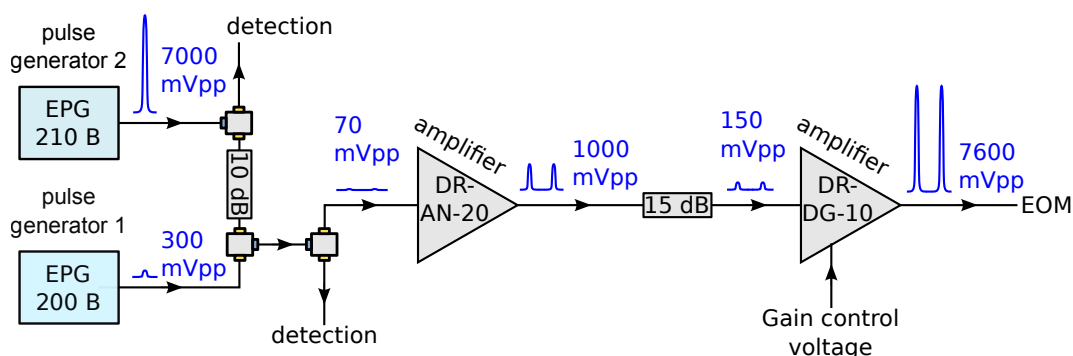 pulse
generator 2
EPG
210 B
7000
mVpp
detection
10 dB
pulse
generator 1
EPG
200 B
300
mVpp
detection
70
mVpp
amplifier
DR-
AN-20
1000
mVpp
15 dB
150
mVpp
amplifier
DR-
DG-10
7600
mVpp
EOM
Gain control
voltage